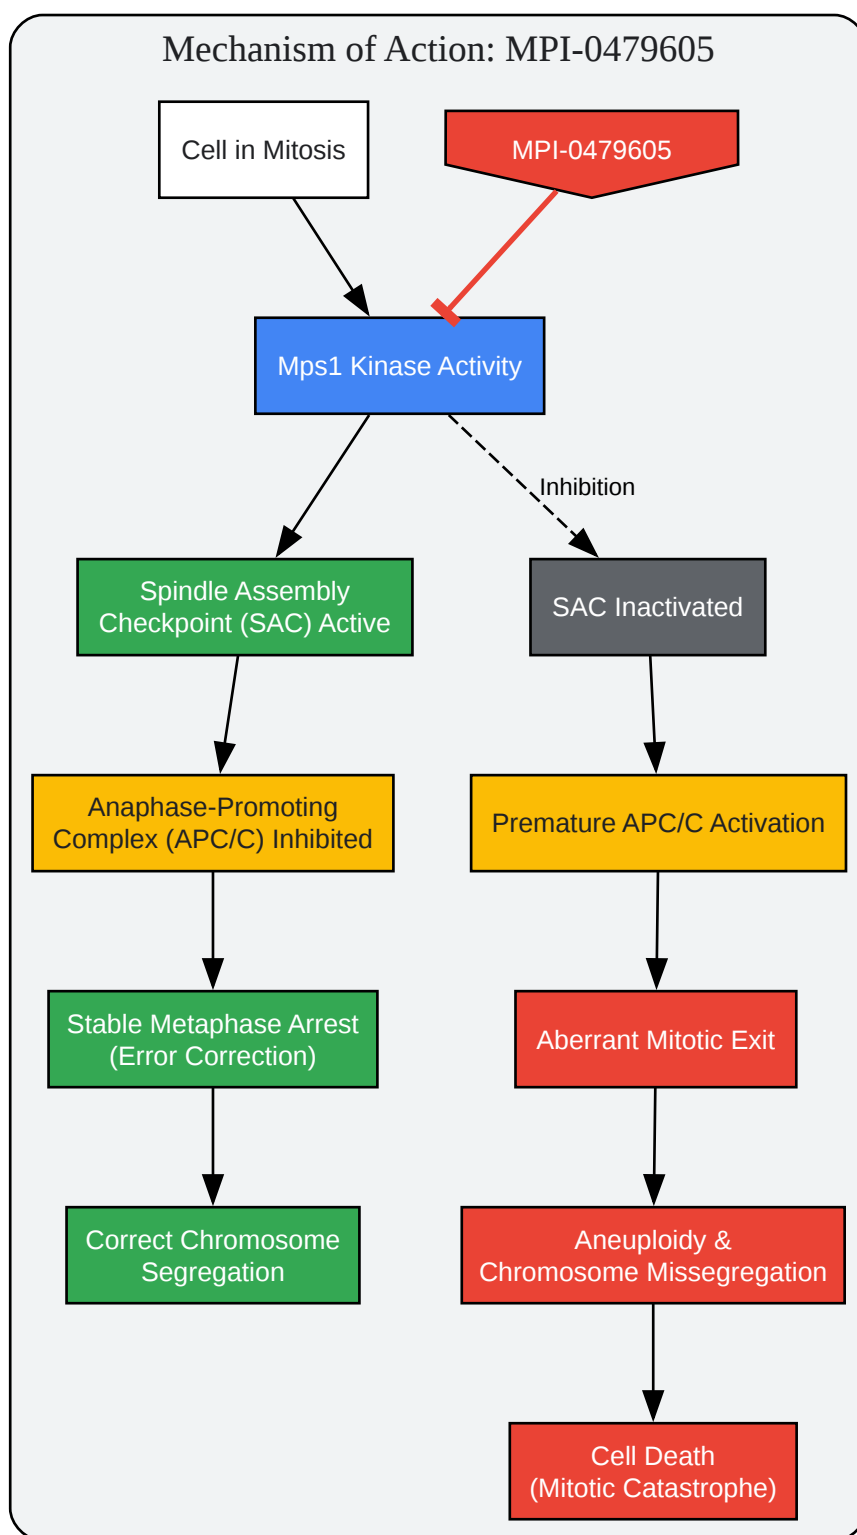 Mechanism of Action: MPI-0479605
Cell in Mitosis
MPI-0479605
Mps1 Kinase Activity
Inhibition
Spindle Assembly
Checkpoint (SAC) Active
SAC Inactivated
Anaphase-Promoting
Complex (APC/C) Inhibited
Premature APC/C Activation
Stable Metaphase Arrest
(Error Correction)
Aberrant Mitotic Exit
Correct Chromosome
Segregation
Aneuploidy &
Chromosome Missegregation
Cell Death
(Mitotic Catastrophe)